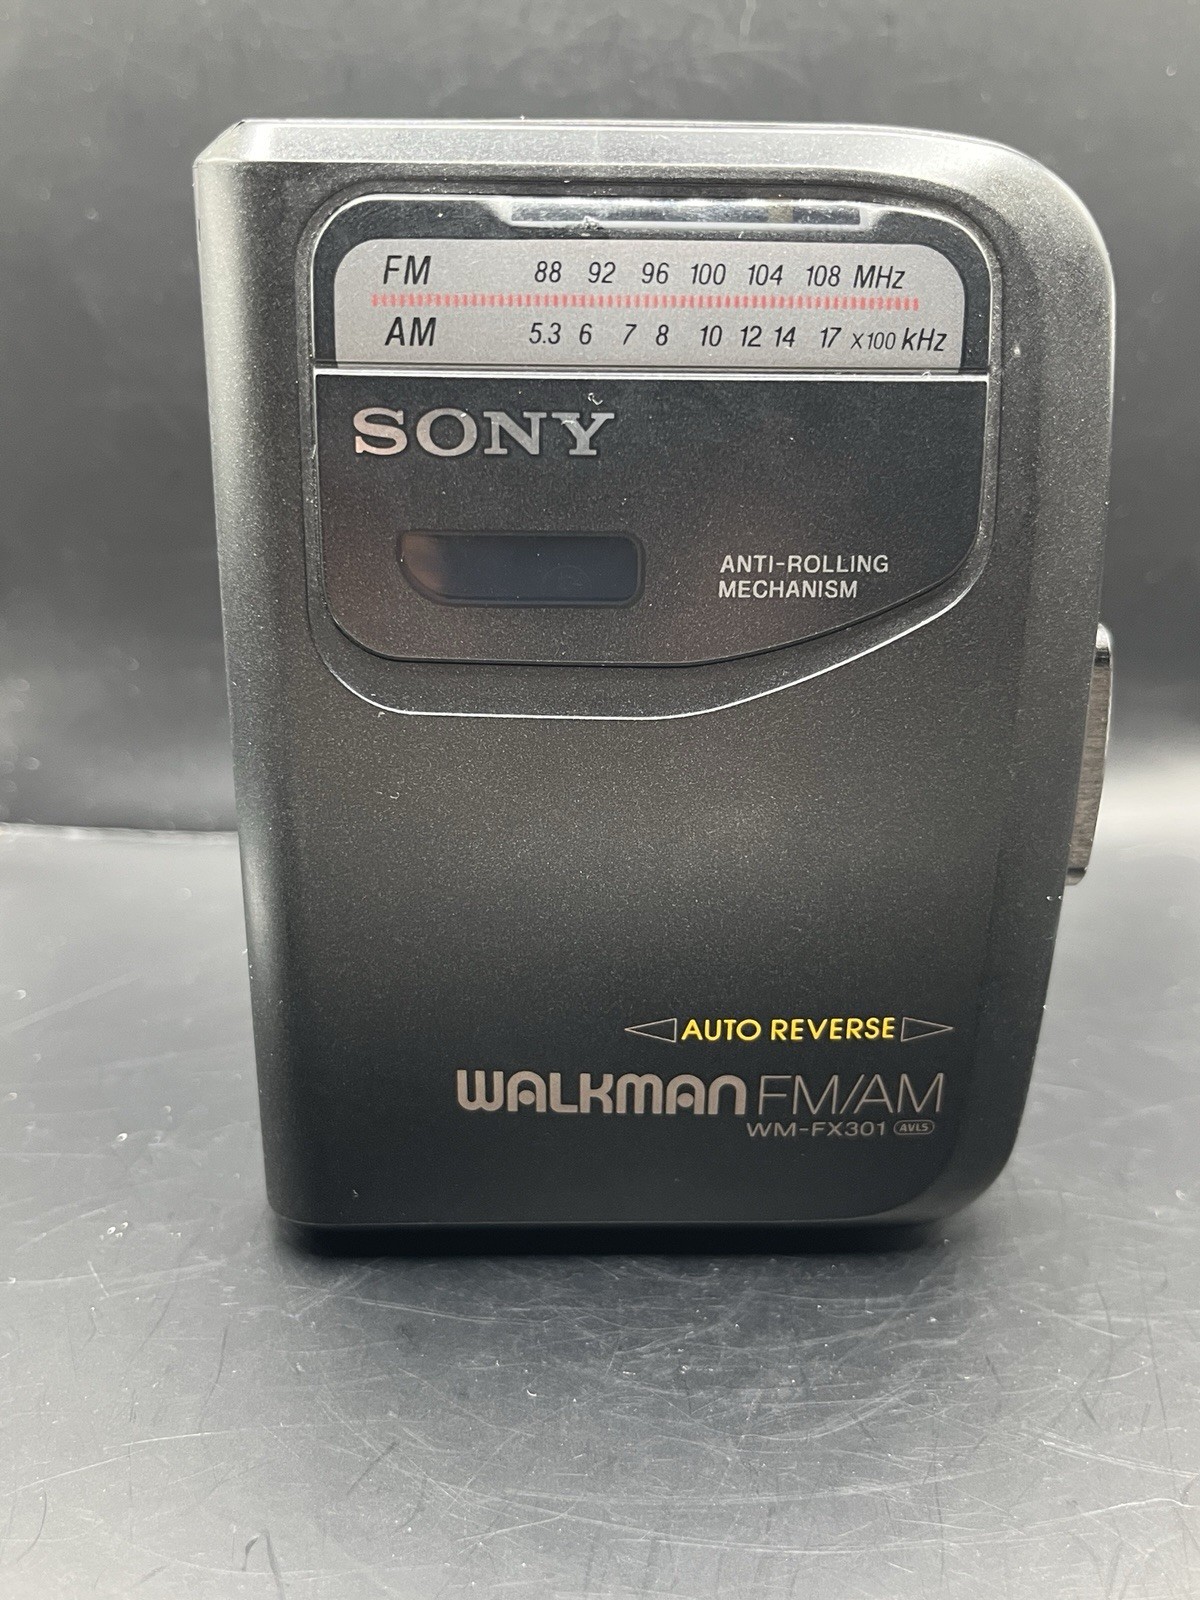 FM 88 92 96 100 104 108 MHz
AM 5.3 6 7 8 10 12 14 17 X100 kHz
SONY
ANTI-ROLLING
MECHANISM
AUTO REVERSE
WALKMAN FM/AM
WM-FX301 AVLS